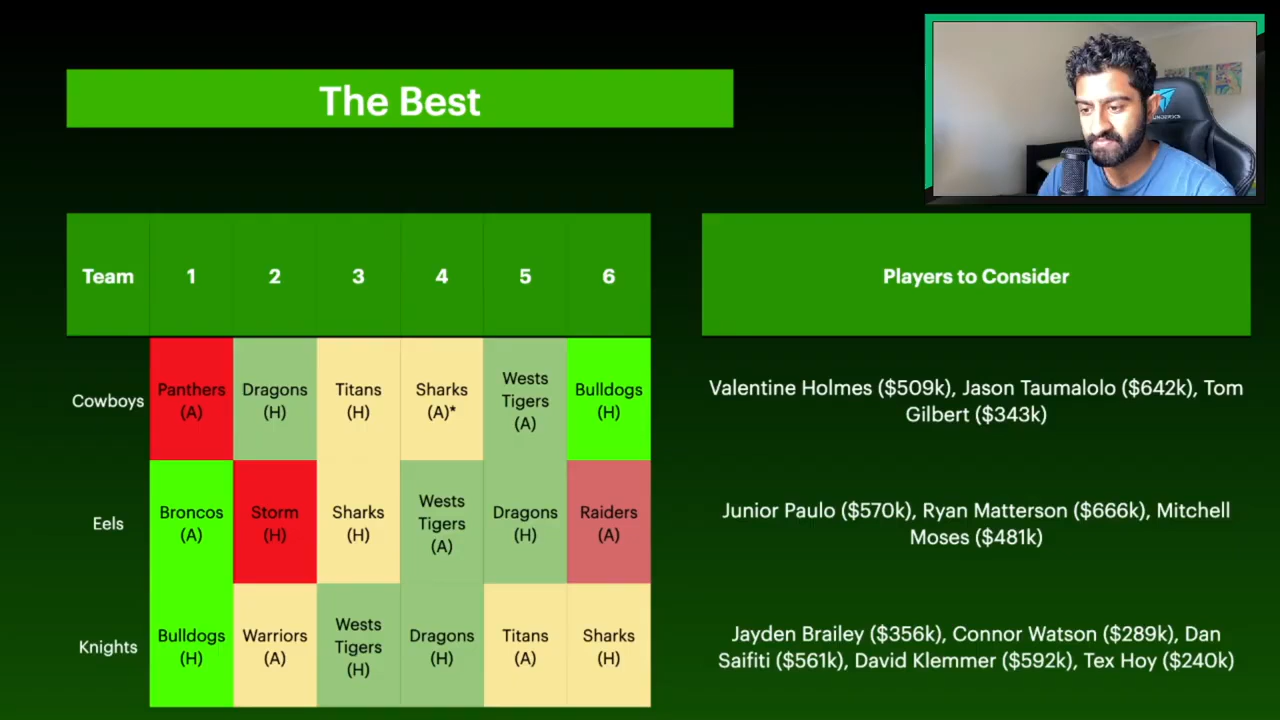 The Best
Team 1 2 3 4 5 6
Players to Consider
Cowboys
Panthers
(A)
Dragons
(H)
Titans
(H)
Sharks
(A)*
Wests
Tigers
(A)
Bulldogs
(H)
Valentine Holmes ($509k), Jason Taumalolo ($642k), Tom
Gilbert ($343k)
Eels
Broncos
(A)
Storm
(H)
Sharks
(H)
Wests
Tigers
(A)
Dragons
(H)
Raiders
(A)
Junior Paulo ($570k), Ryan Matterson ($666k), Mitchell
Moses ($481k)
Knights
Bulldogs
(H)
Warriors
(A)
Wests
Tigers
(H)
Dragons
(H)
Titans
(A)
Sharks
(H)
Jayden Brailey ($356k), Connor Watson ($289k), Dan
Saifiti ($561k), David Klemmer ($592k), Tex Hoy ($240k)